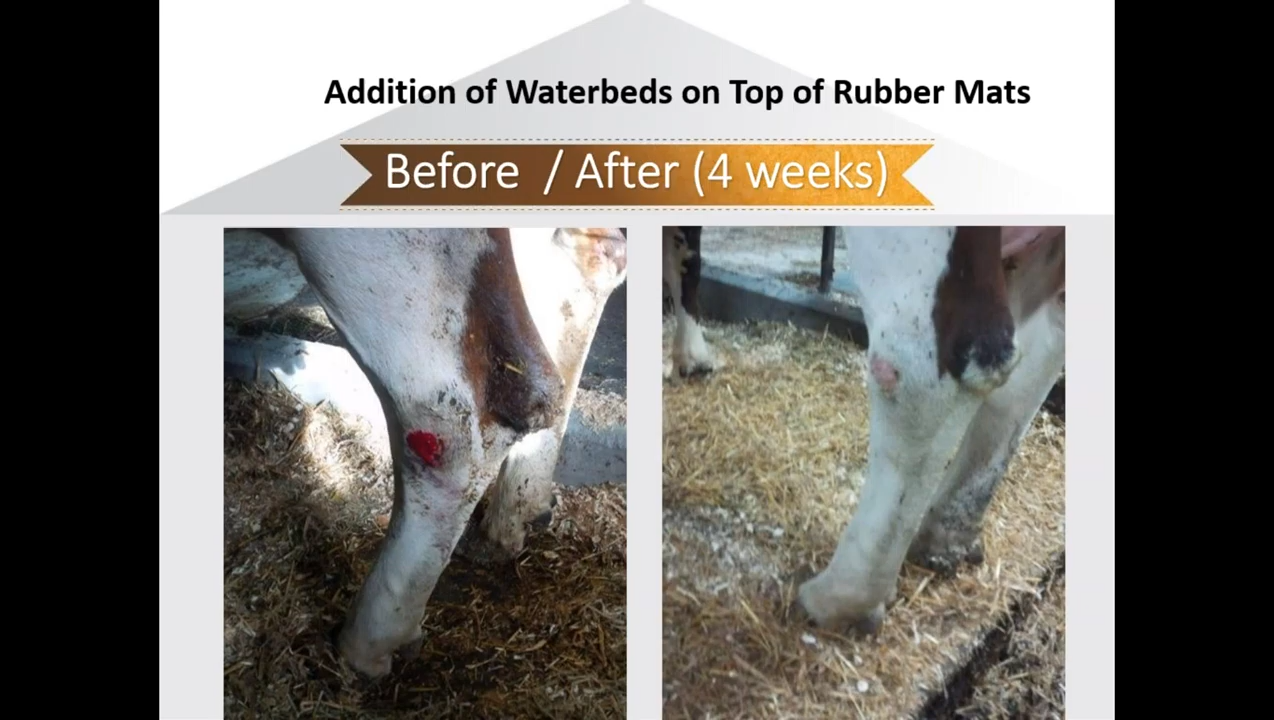 Addition of Waterbeds on Top of Rubber Mats
Before / After (4 weeks)